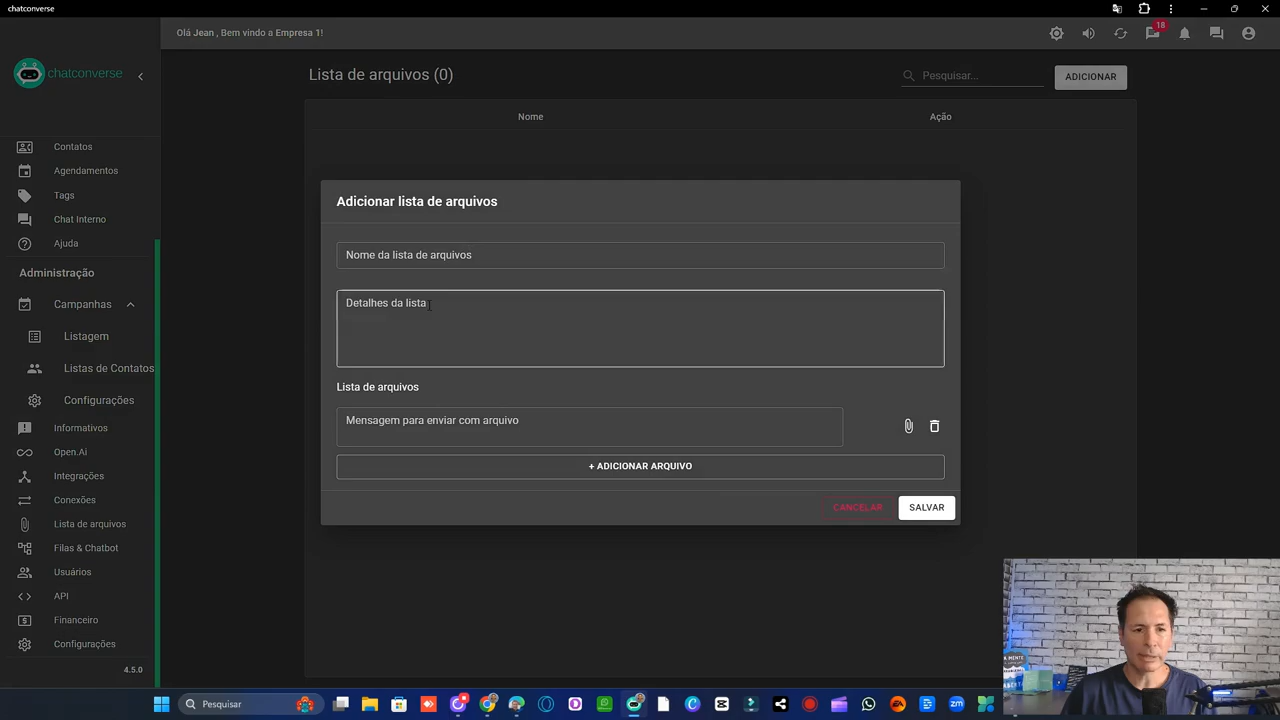 chatconverse
18
Olá Jean , Bem vindo a Empresa 1!
chatconverse
Lista de arquivos (0)
Pesquisar...
ADICIONAR
Nome
Ação
Contatos
Agendamentos
Tags
Chat Interno
Ajuda
Administração
Campanhas
Listagem
Listas de Contatos
Configurações
Informativos
Open.Ai
Integrações
Conexões
Lista de arquivos
Filas & Chatbot
Usuários
API
Financeiro
Configurações
4.5.0
Adicionar lista de arquivos
Nome da lista de arquivos
Detalhes da lista
Lista de arquivos
Mensagem para enviar com arquivo
+ ADICIONAR ARQUIVO
CANCELAR
SALVAR
Pesquisar
zm